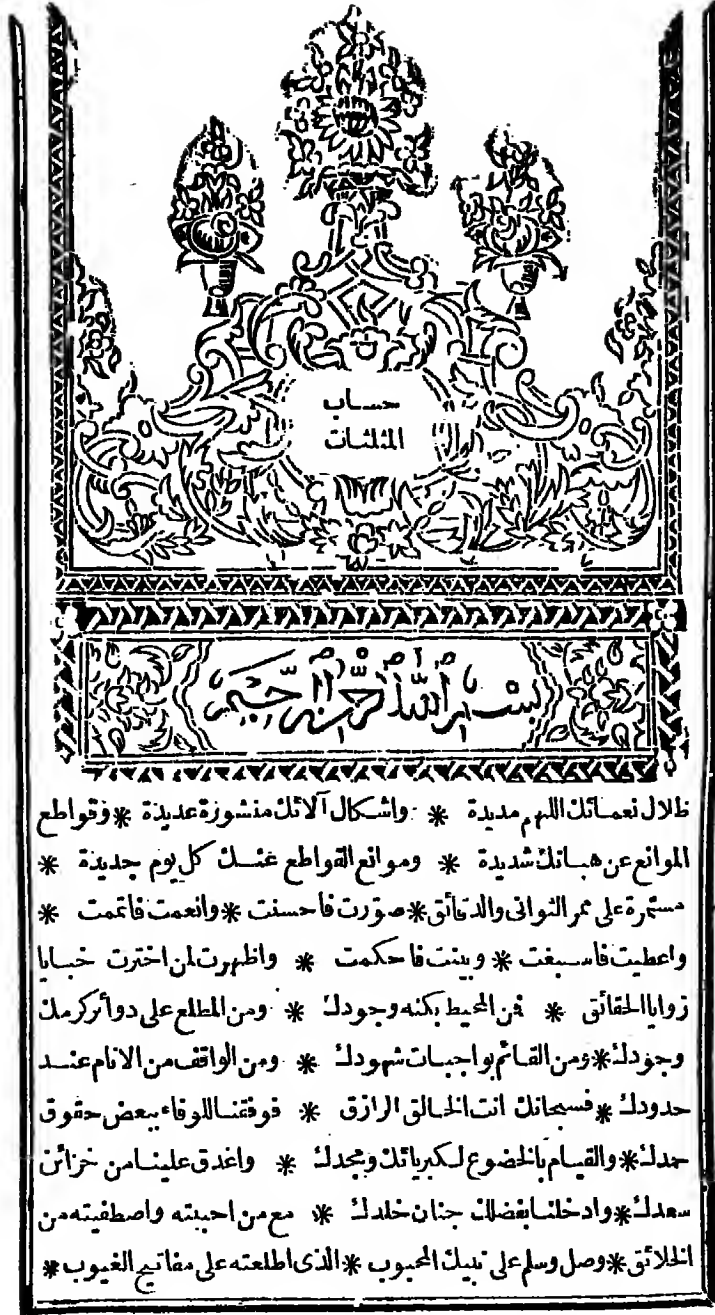 حساب
المثلثات
بسم الله الرحمن الرحيم
ظلال نعمائك اللهم مديدة * واشكال آلائك منشورة عديدة * وقواطع
الموانع عن هباتك شديدة * وموانع القواطع عنك كل يوم جديدة *
مستمرة على ممر الثوانى والدقائق * صورت فاحسنت * وانعمت فاتممت *
واعطيت فاسبغت * وبينت فاحكمت * واظهرت لمن اخترت خبايا
زوايا الحقائق * فمن المحيط بكنه وجودك * ومن المطلع على دوائر كرمك
وجودك * ومن القائم بواجبات شهودك * ومن الواقف من الانام عند
حدودك * فسبحانك انت الخالق الرازق * فوفقنا للوفاء ببعض حقوق
حمدك * والقيام بالخضوع لكبريائك ومجدك * واغدق علينا من خزائن
سعدك * وادخلنا بفضلك جنان خلدك * مع من احببته واصطفيته من
الخلائق * وصل وسلم على نبيك المحبوب * الذى اطلعته على مفاتيح الغيوب *